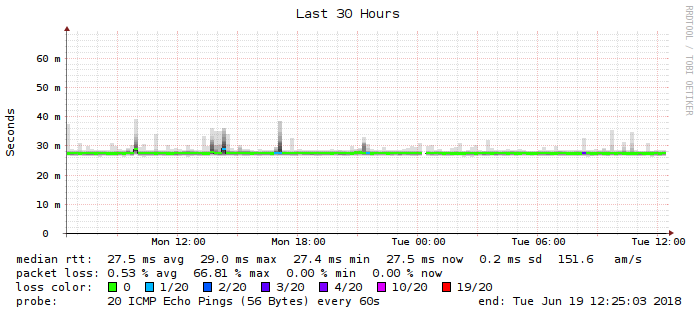 Last 30 Hours
RRDTOOL / TOBI OETIKER
Seconds
60 m
50 m
40 m
30 m
20 m
10 m
0
Mon 12:00 Mon 18:00 Tue 00:00 Tue 06:00 Tue 12:00
median rtt: 27.5 ms avg 29.0 ms max 27.4 ms min 27.5 ms now 0.2 ms sd 151.6 am/s
packet loss: 0.53 % avg 66.81 % max 0.00 % min 0.00 % now
loss color: 0 1/20 2/20 3/20 4/20 10/20 19/20
probe: 20 ICMP Echo Pings (56 Bytes) every 60s end: Tue Jun 19 12:25:03 2018